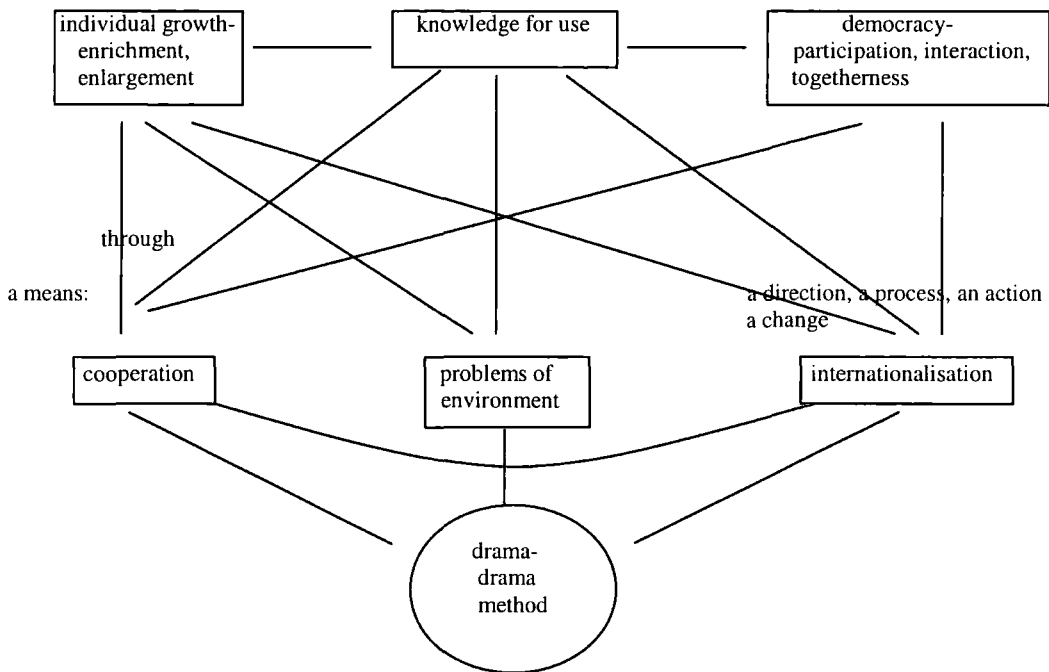 individual growth-
enrichment,
enlargement
knowledge for use
democracy-
participation, interaction,
togetherness
through
a means:
a direction, a process, an action
a change
cooperation
problems of
environment
internationalisation
drama-
drama
method